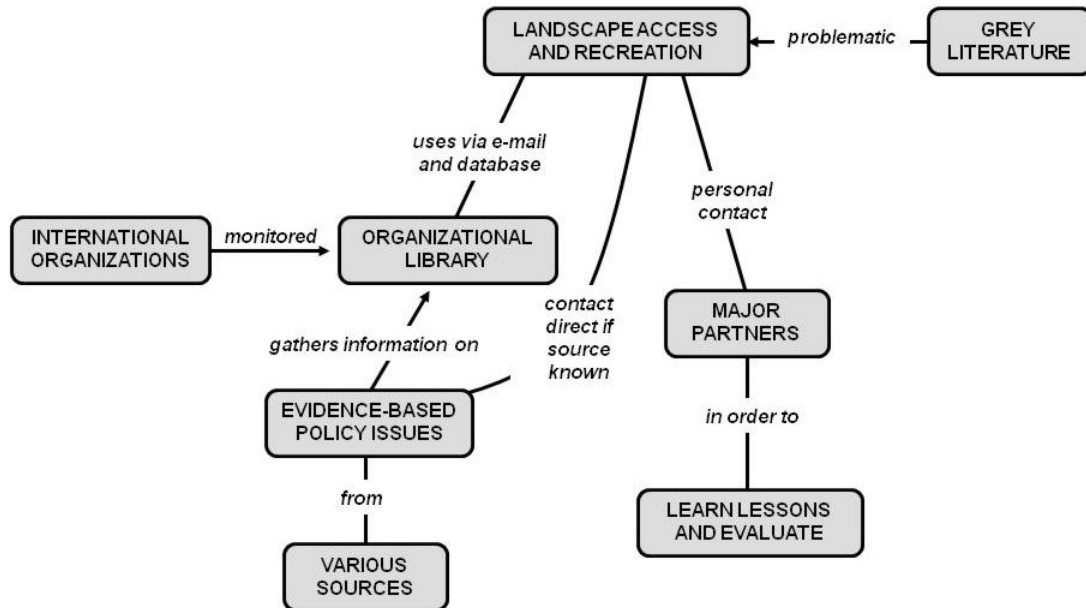 LANDSCAPE ACCESS
AND RECREATION
problematic
GREY
LITERATURE
uses via e-mail
and database
personal
contact
INTERNATIONAL
ORGANIZATIONS
monitored
ORGANIZATIONAL
LIBRARY
contact
direct if
source
known
MAJOR
PARTNERS
gathers information on
EVIDENCE-BASED
POLICY ISSUES
in order to
from
LEARN LESSONS
AND EVALUATE
VARIOUS
SOURCES